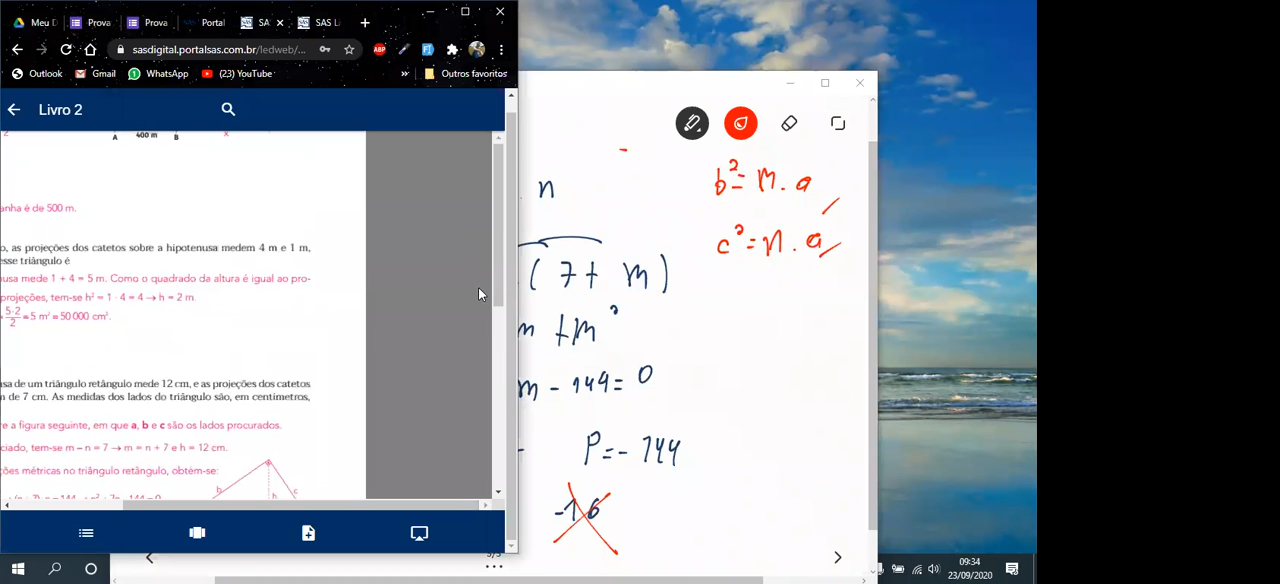 Meu D
Prova
Prova
Portal
SA
SAS Li
sasdigital.portalsas.com.br/ledweb/...
ABP
Outlook
Gmail
WhatsApp
(23) YouTube
»
Outros favoritos
Livro 2
A 400 m B x
anha é de 500 m.
o, as projeções dos catetos sobre a hipotenusa medem 4 m e 1 m,
esse triângulo é
nusa mede 1 + 4 = 5 m. Como o quadrado da altura é igual ao pro-
projeções, tem-se h² = 1 · 4 = 4 → h = 2 m.
= 5·2/2 = 5 m² = 50 000 cm².
sa de um triângulo retângulo mede 12 cm, e as projeções dos catetos
m de 7 cm. As medidas dos lados do triângulo são, em centímetros,
re a figura seguinte, em que a, b e c são os lados procurados.
ciado, tem-se m – n = 7 → m = n + 7 e h = 12 cm.
ções métricas no triângulo retângulo, obtém-se:
b c
h
n
(7+ m)
m +m²
m - 144= 0
P=- 144
-16
b²= m. a
c²= n. a
5/5
09:34
23/09/2020